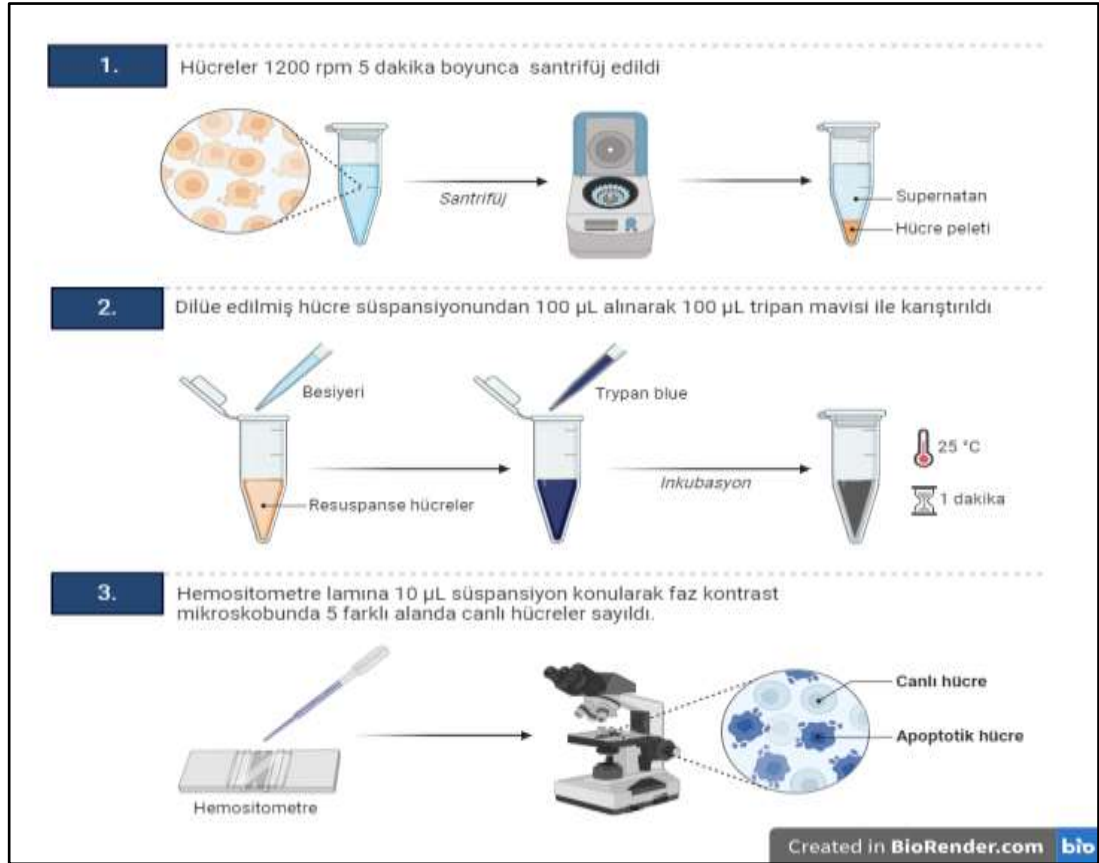 1.
Hücreler 1200 rpm 5 dakika boyunca santrifüj edildi
Santrifüj
Supernatan
Hücre peleti
2.
Dilüe edilmiş hücre süspansiyonundan 100 µL alınarak 100 µL tripan mavisi ile karıştırıldı
Besiyeri
Trypan blue
Resuspanse hücreler
Inkubasyon
25 °C
1 dakika
3.
Hemositometre lamına 10 µL süspansiyon konularak faz kontrast
mikroskobunda 5 farklı alanda canlı hücreler sayıldı.
Canlı hücre
Apoptotik hücre
Hemositometre
Created in BioRender.com bio